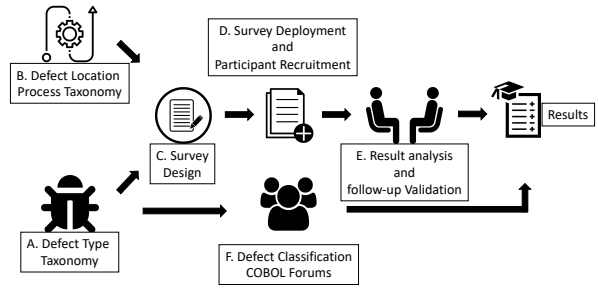 D. Survey Deployment
and
Participant Recruitment
B. Defect Location
Process Taxonomy
C. Survey
Design
E. Result analysis
and
follow-up Validation
Results
A. Defect Type
Taxonomy
F. Defect Classification
COBOL Forums